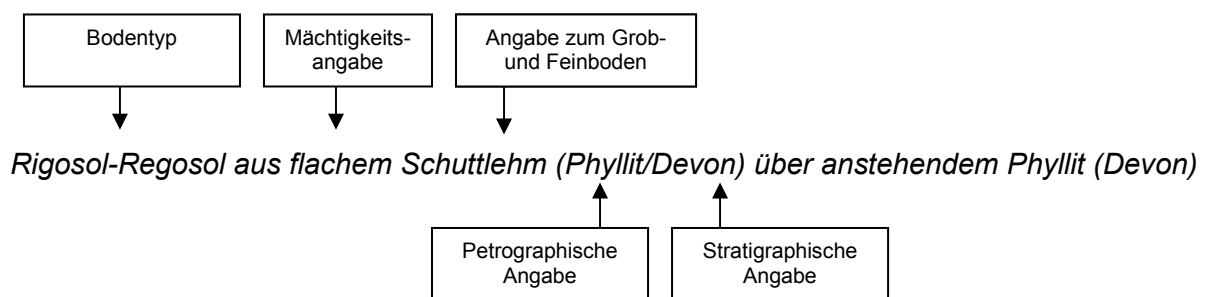 Bodentyp
Mächtigkeits-
angabe
Angabe zum Grob-
und Feinboden
Rigosol-Regosol aus flachem Schuttlehm (Phyllit/Devon) über anstehendem Phyllit (Devon)
Petrographische
Angabe
Stratigraphische
Angabe